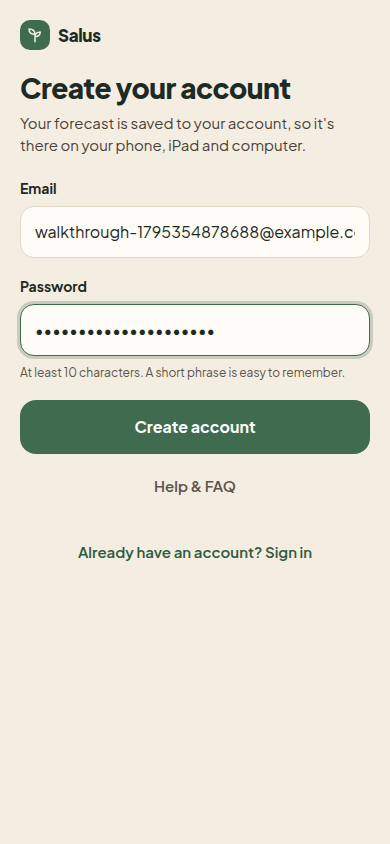 Salus
Create your account
Your forecast is saved to your account, so it's
there on your phone, iPad and computer.
Email
walkthrough-1795354878688@example.c
Password
•••••••••••••••••••••
At least 10 characters. A short phrase is easy to remember.
Create account
Help & FAQ
Already have an account? Sign in